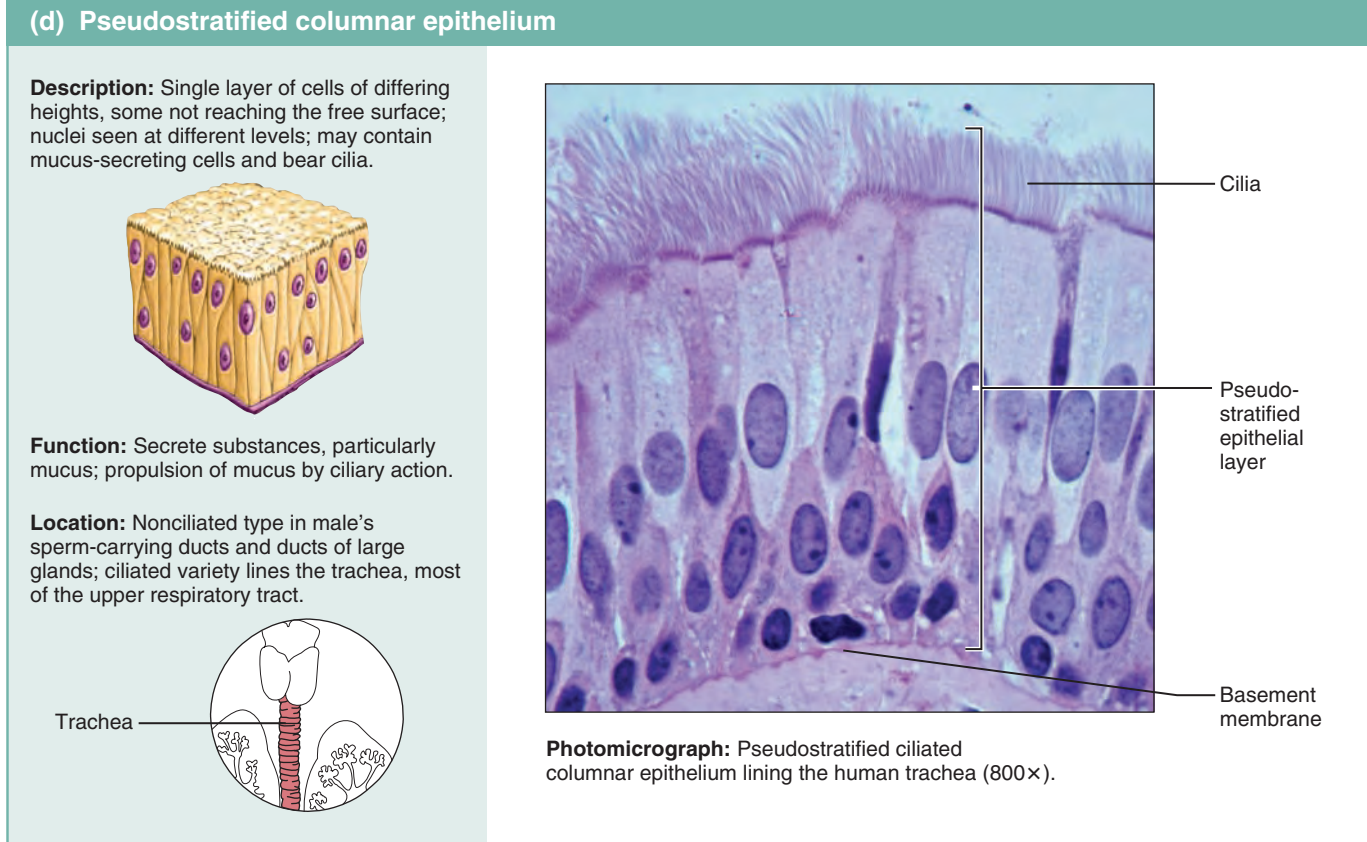 (d) Pseudostratified columnar epithelium
Description: Single layer of cells of differing
heights, some not reaching the free surface;
nuclei seen at different levels; may contain
mucus-secreting cells and bear cilia.
Function: Secrete substances, particularly
mucus; propulsion of mucus by ciliary action.
Location: Nonciliated type in male’s
sperm-carrying ducts and ducts of large
glands; ciliated variety lines the trachea, most
of the upper respiratory tract.
Trachea
Cilia
Pseudo-
stratified
epithelial
layer
Basement
membrane
Photomicrograph: Pseudostratified ciliated
columnar epithelium lining the human trachea (800×).